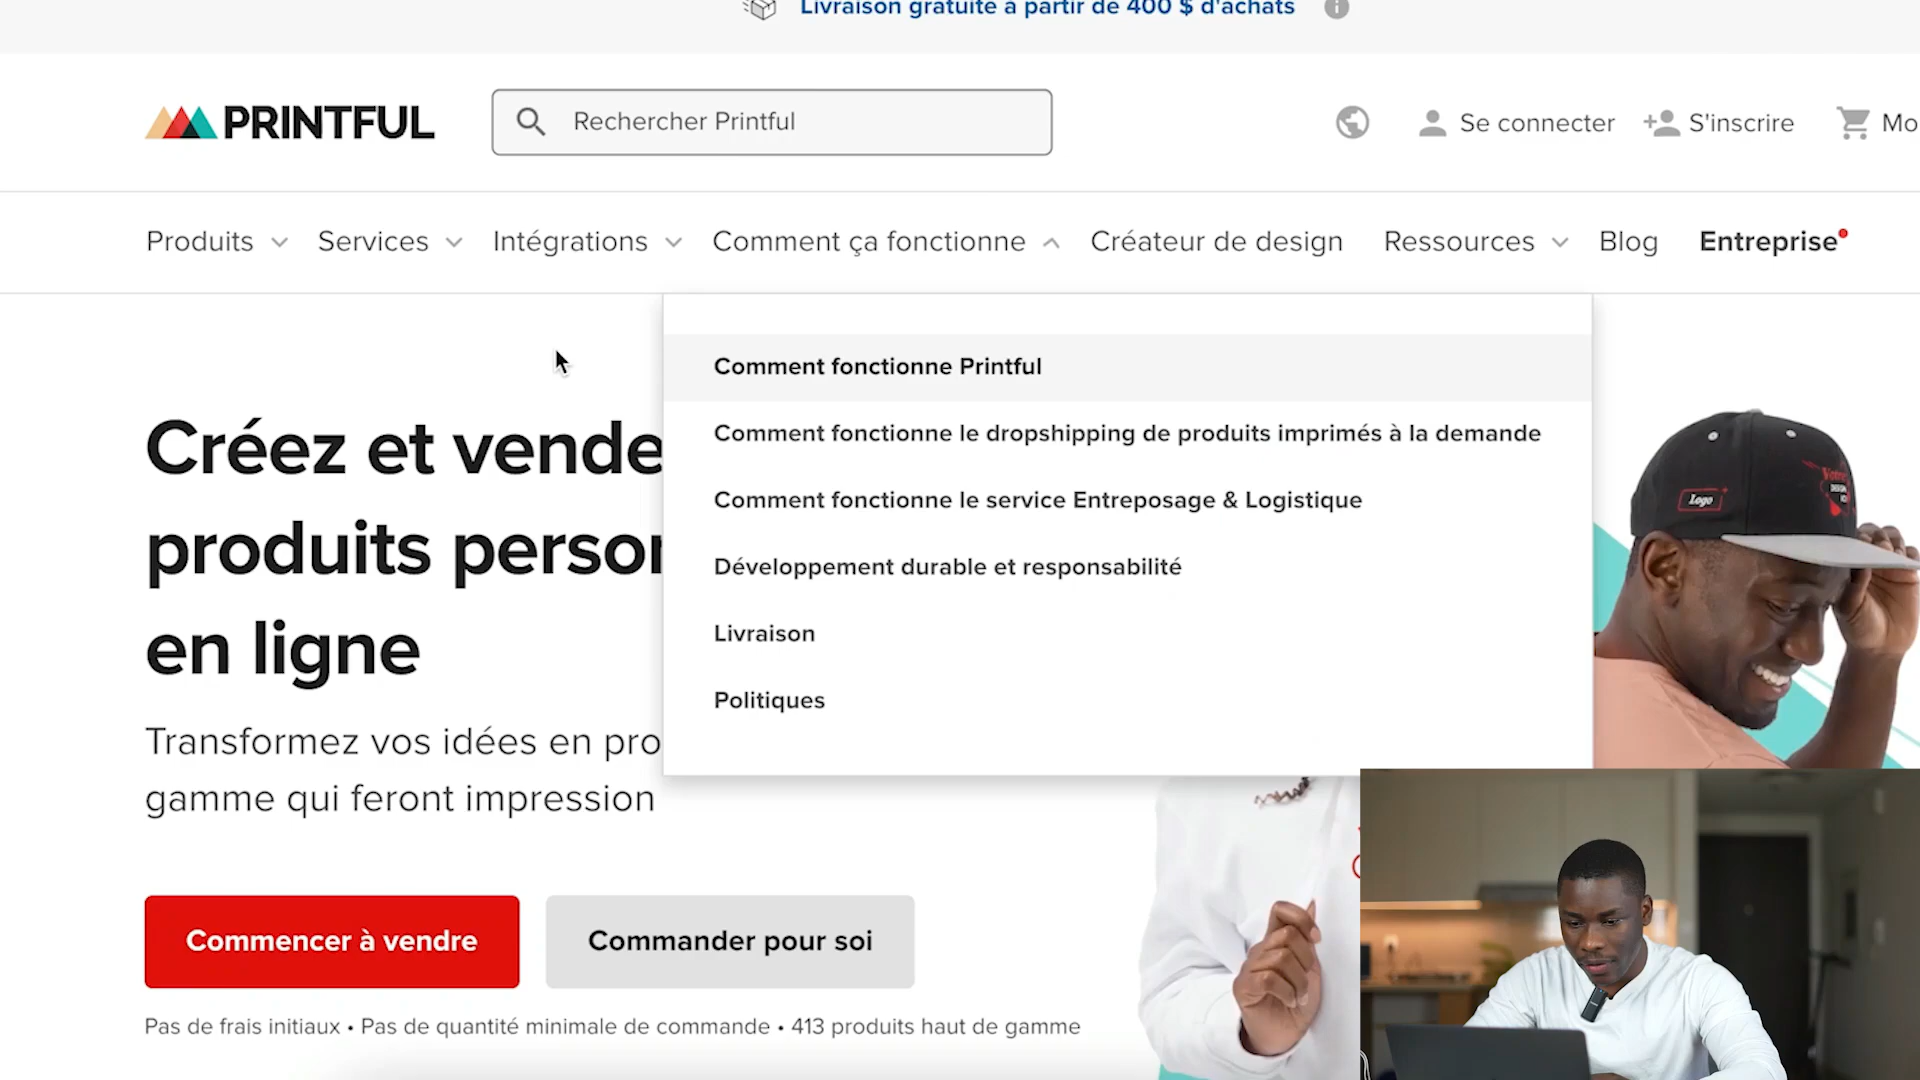 Livraison gratuite à partir de 400 $ d'achats
PRINTFUL
Rechercher Printful
Se connecter
S'inscrire
Mo
Produits
Services
Intégrations
Comment ça fonctionne
Créateur de design
Ressources
Blog
Entreprise
Comment fonctionne Printful
Comment fonctionne le dropshipping de produits imprimés à la demande
Comment fonctionne le service Entreposage & Logistique
Développement durable et responsabilité
Livraison
Politiques
Créez et vende
produits person
en ligne
Transformez vos idées en pro
gamme qui feront impression
Logo
Commencer à vendre
Commander pour soi
Pas de frais initiaux • Pas de quantité minimale de commande • 413 produits haut de gamme